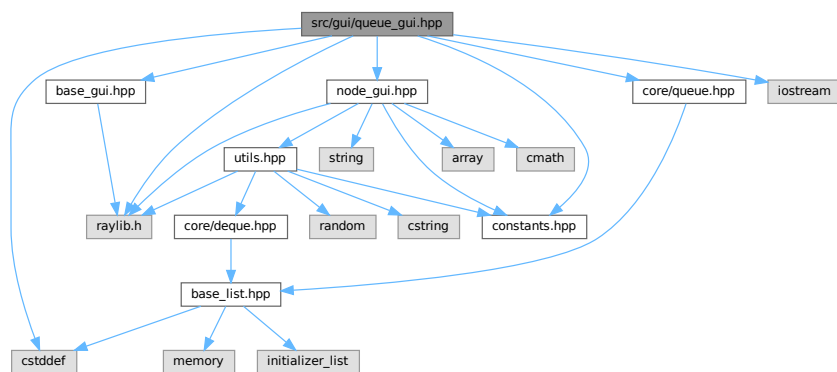 src/gui/queue_gui.hpp
base_gui.hpp
node_gui.hpp
core/queue.hpp
iostream
utils.hpp
string
array
cmath
raylib.h
core/deque.hpp
random
cstring
constants.hpp
base_list.hpp
cstddef
memory
initializer_list